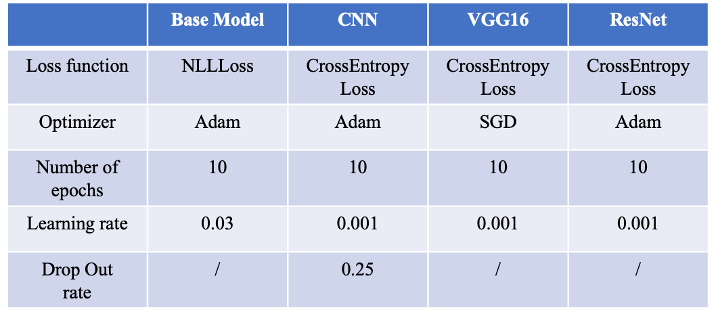 Base Model CNN VGG16 ResNet
Loss function NLLLoss CrossEntropy CrossEntropy CrossEntropy
Loss Loss Loss
Optimizer Adam Adam SGD Adam
Number of 10 10 10 10
epochs
Learning rate 0.03 0.001 0.001 0.001
Drop Out / 0.25 / /
rate